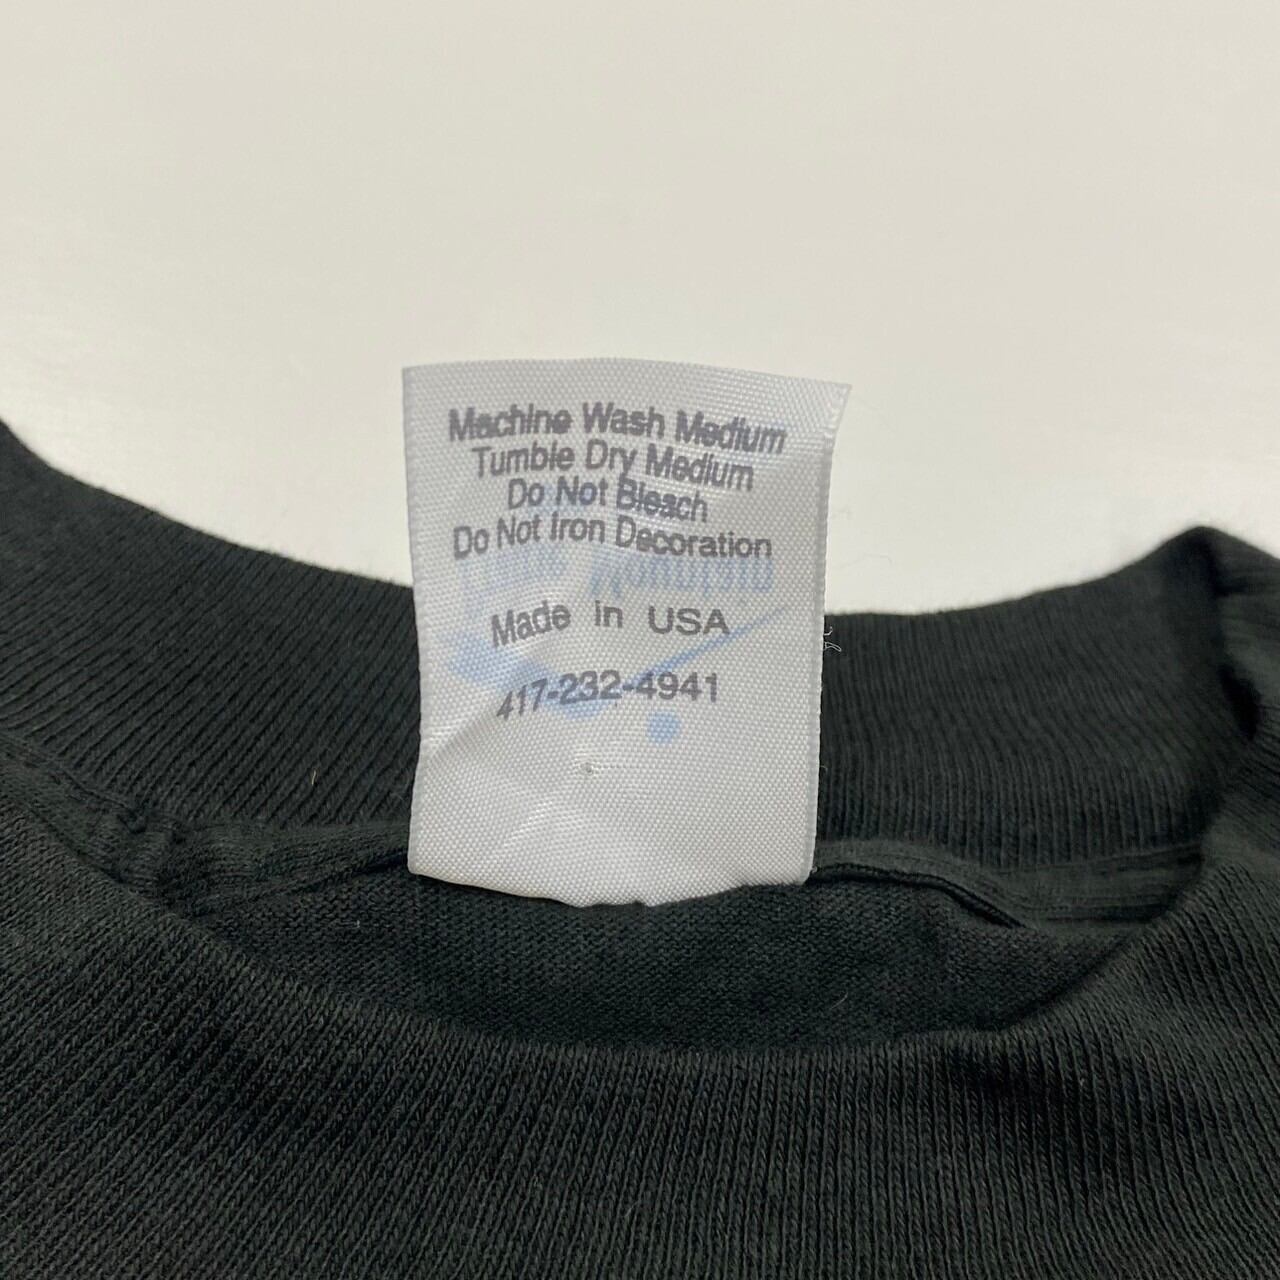 Machine Wash Medium
Tumble Dry Medium
Do Not Bleach
Do Not Iron Decoration
Made in USA
417-232-4941